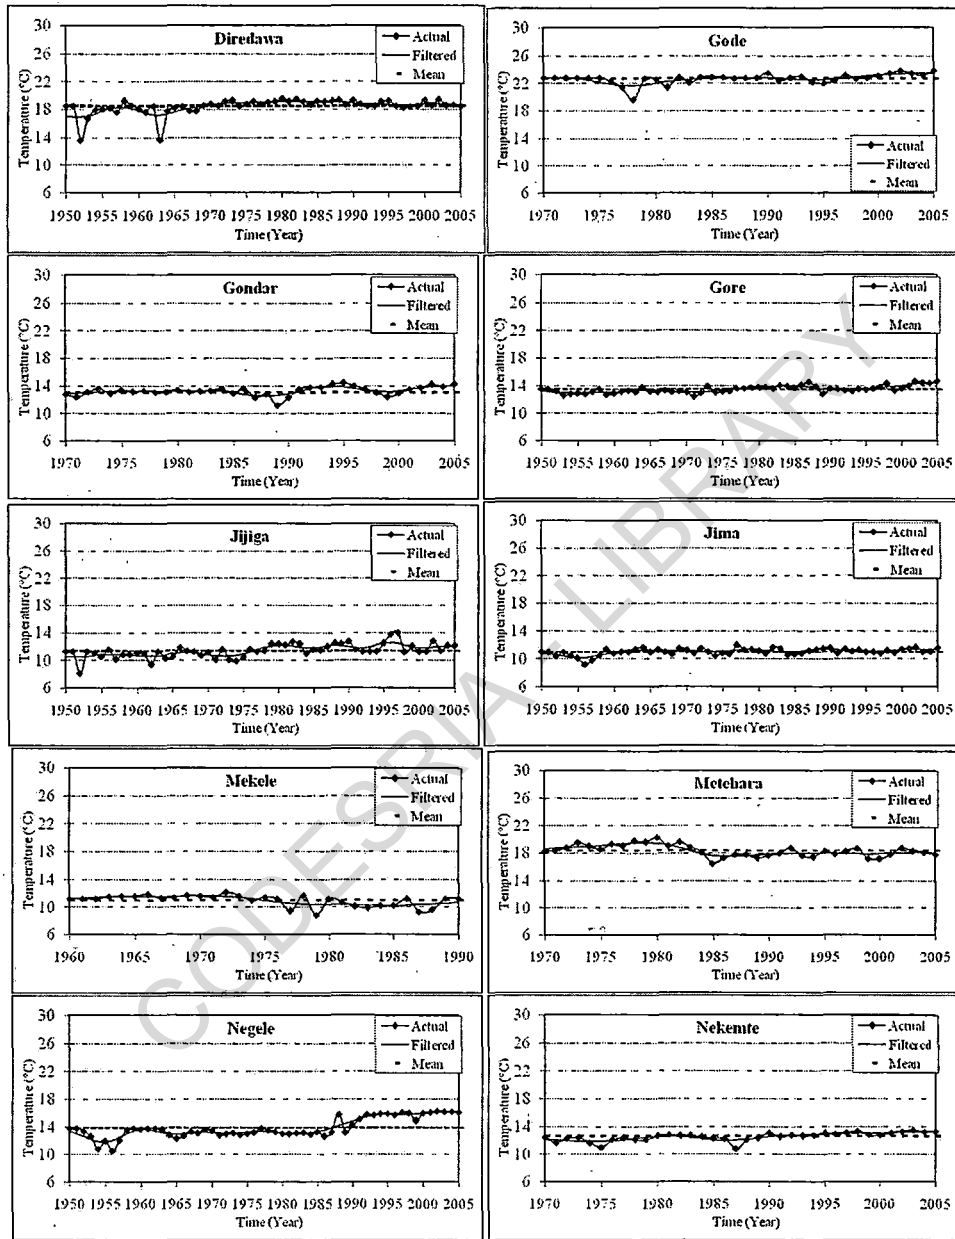 Diredawa
Actual
Filtered
Mean
Temperature (°C)
30
26
22
18
14
10
6
1950 1955 1960 1965 1970 1975 1980 1985 1990 1995 2000 2005
Time (Year)
Gode
Actual
Filtered
Mean
Temperature (°C)
30
26
22
18
14
10
6
1970 1975 1980 1985 1990 1995 2000 2005
Time (Year)
Gondar
Actual
Filtered
Mean
Temperature (°C)
30
26
22
18
14
10
6
1970 1975 1980 1985 1990 1995 2000 2005
Time (Year)
Gore
Actual
Filtered
Mean
Temperature (°C)
30
26
22
18
14
10
6
1950 1955 1960 1965 1970 1975 1980 1985 1990 1995 2000 2005
Time (Year)
Jijiga
Actual
Filtered
Mean
Temperature (°C)
30
26
22
18
14
10
6
1950 1955 1960 1965 1970 1975 1980 1985 1990 1995 2000 2005
Time (Year)
Jima
Actual
Filtered
Mean
Temperature (°C)
30
26
22
18
14
10
6
1950 1955 1960 1965 1970 1975 1980 1985 1990 1995 2000 2005
Time (Year)
Mekele
Actual
Filtered
Mean
Temperature (°C)
30
26
22
18
14
10
6
1960 1965 1970 1975 1980 1985 1990
Time (Year)
Metehara
Actual
Filtered
Mean
Temperature (°C)
30
26
22
18
14
10
6
1970 1975 1980 1985 1990 1995 2000 2005
Time (Year)
Negele
Actual
Filtered
Mean
Temperature (°C)
30
26
22
18
14
10
6
1950 1955 1960 1965 1970 1975 1980 1985 1990 1995 2000 2005
Time (Year)
Nekemte
Actual
Filtered
Mean
Temperature (°C)
30
26
22
18
14
10
6
1970 1975 1980 1985 1990 1995 2000 2005
Time (Year)
CODESRIA - LIBRARY